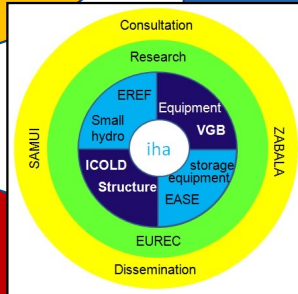 Consultation
Research
EREF
Equipment
Small
hydro
VGB
SAMUI
iha
ZABALA
ICOLD
storage
equipment
Structure
EASE
EUREC
Dissemination